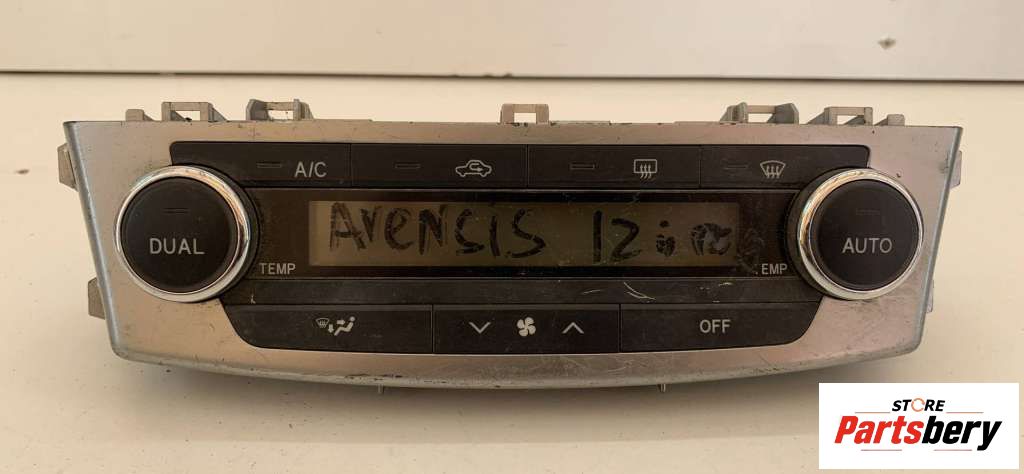 A/C
DUAL
AVENSIS 12
AUTO
TEMP
EMP
OFF
STORE
Partsbery